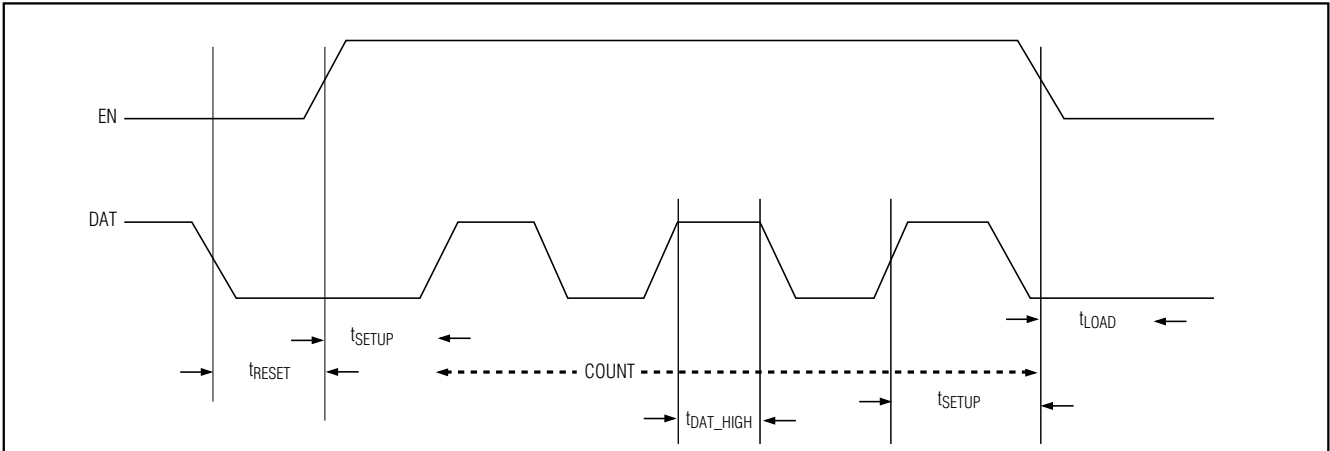 EN
DAT
tSETUP
tLOAD
tRESET
COUNT
tSETUP
tDAT_HIGH